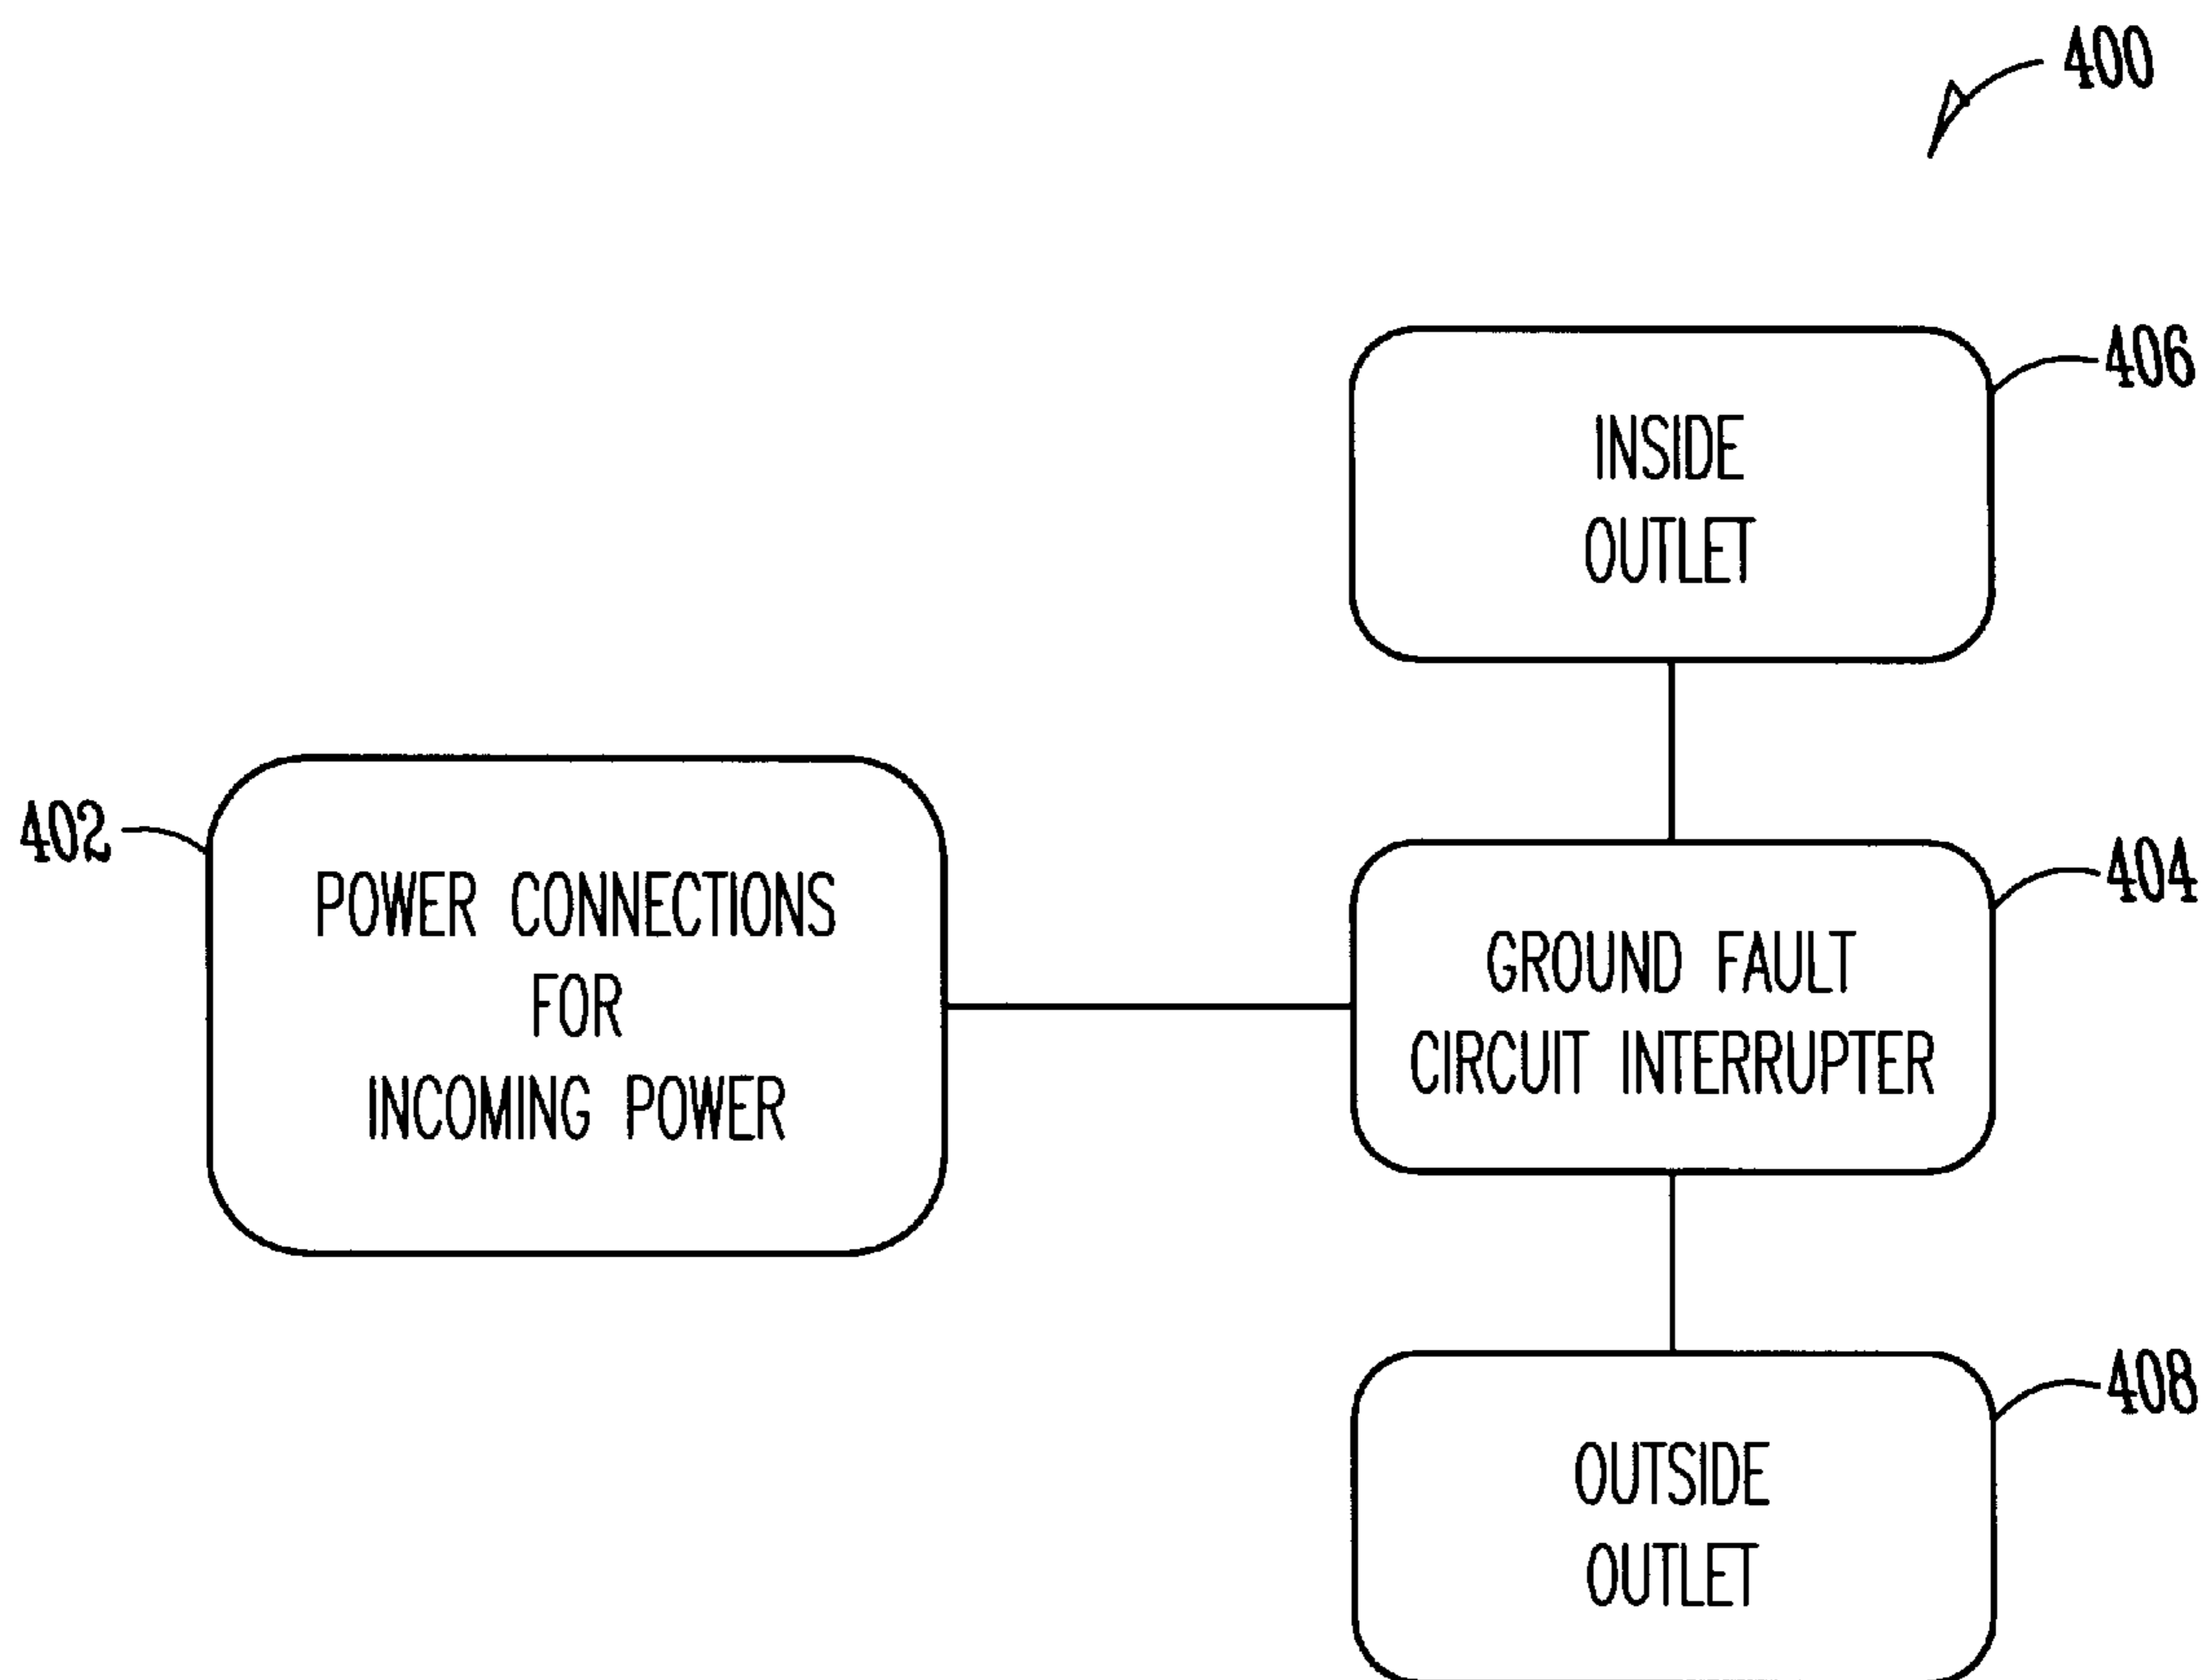 400
INSIDE
OUTLET
406
402
POWER CONNECTIONS
FOR
INCOMING POWER
GROUND FAULT
CIRCUIT INTERRUPTER
404
OUTSIDE
OUTLET
408